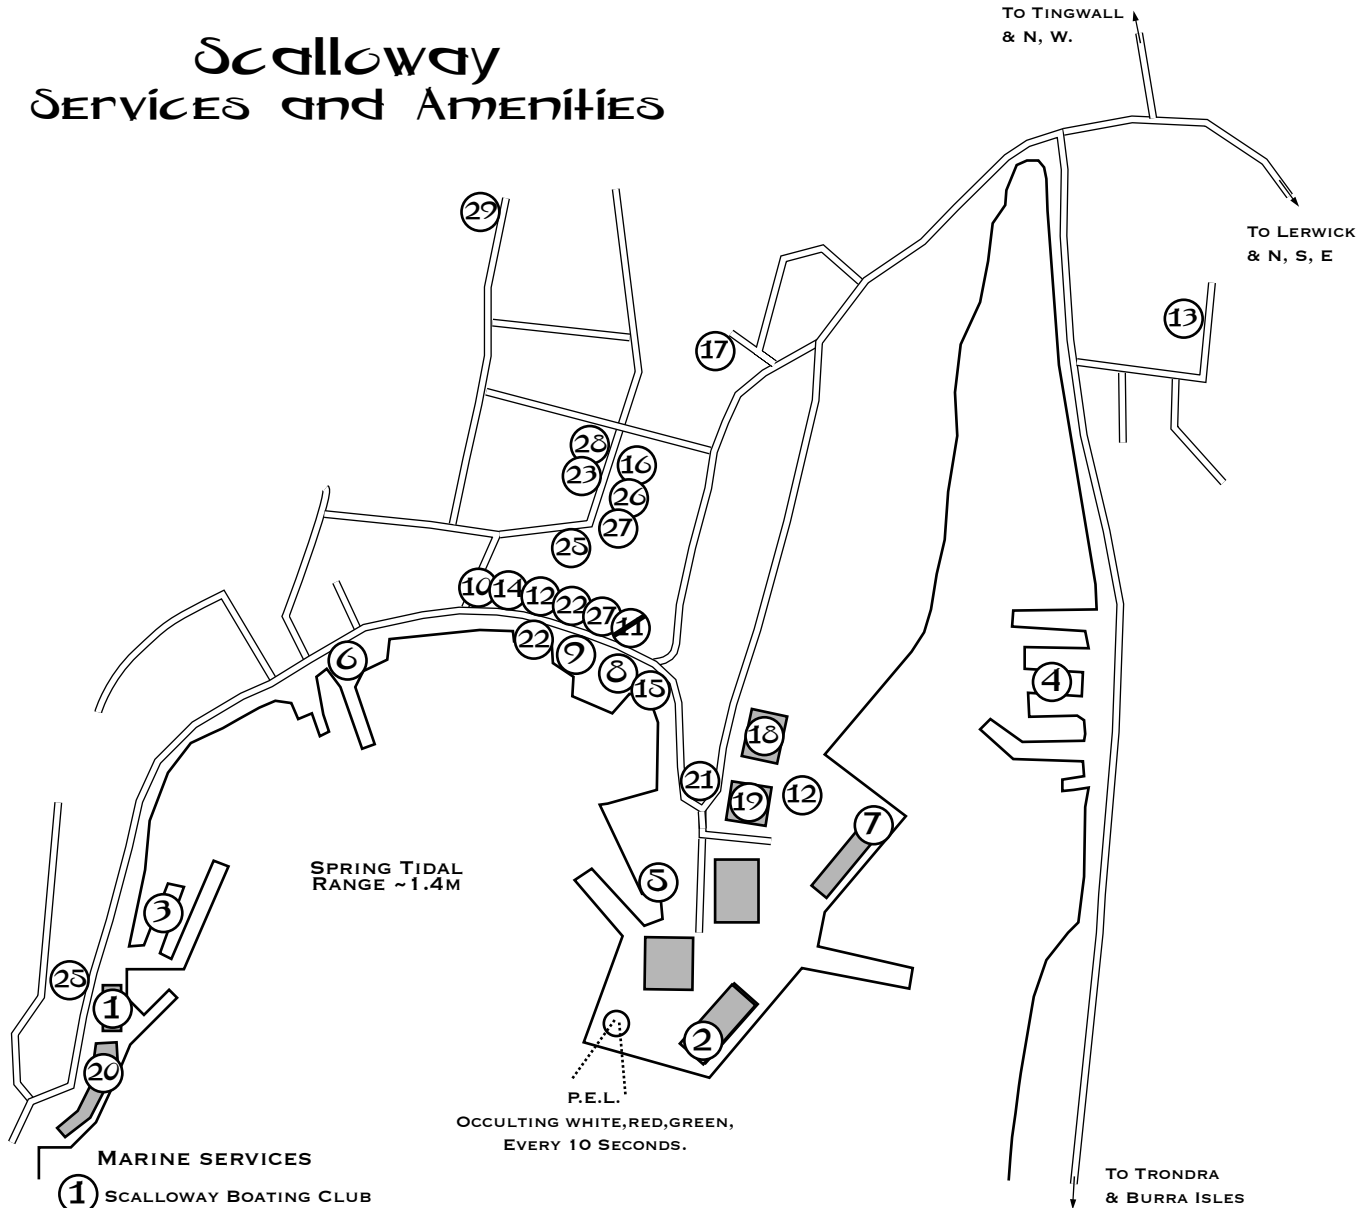 Scalloway
Services and Amenities
To Tingwall
& N, W.
To Lerwick
& N, S, E
29
13
17
28
16
23
26
27
25
10
14
12
22
27
11
22
9
8
15
6
4
18
21
19
12
7
5
Spring Tidal
Range ~1.4m
3
25
1
2
20
P.E.L.
Occulting white,red,green,
Every 10 Seconds.
Marine services
1 Scalloway Boating Club
To Trondra
& Burra Isles